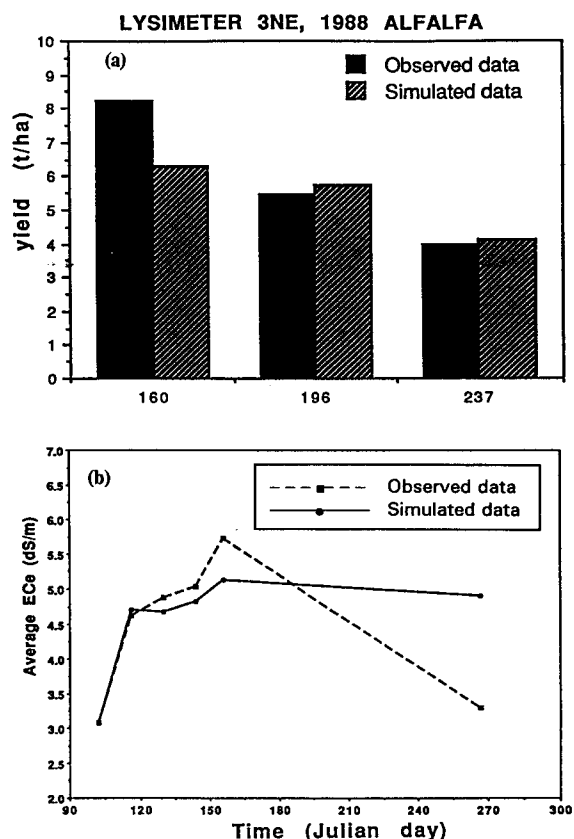 LYSIMETER 3NE, 1988 ALFALFA
(a)
Observed data
Simulated data
yield (t/ha)
10
9
8
7
6
5
4
3
2
1
0
160 196 237
(b)
Observed data
Simulated data
Average ECe (dS/m)
7.0
6.5
6.0
5.5
5.0
4.5
4.0
3.5
3.0
2.5
2.0
90 120 150 180 210 240 270 300
Time (Julian day)